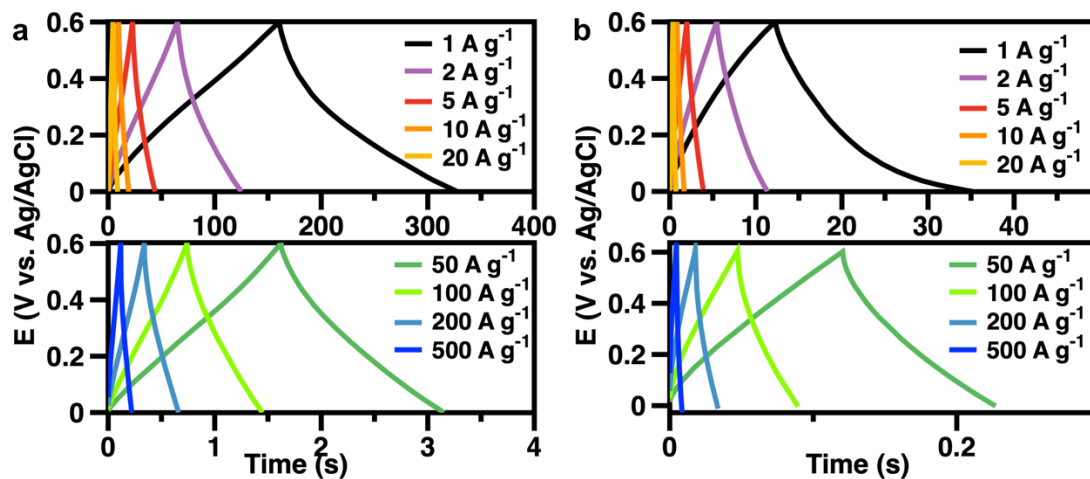 a
E (V vs. Ag/AgCl)
0.6
0.4
0.2
0
1 A g⁻¹
2 A g⁻¹
5 A g⁻¹
10 A g⁻¹
20 A g⁻¹
0 100 200 300 400
0.6
0.4
0.2
0
50 A g⁻¹
100 A g⁻¹
200 A g⁻¹
500 A g⁻¹
0 1 2 3 4
Time (s)
b
E (V vs. Ag/AgCl)
0.6
0.4
0.2
0
1 A g⁻¹
2 A g⁻¹
5 A g⁻¹
10 A g⁻¹
20 A g⁻¹
0 10 20 30 40
0.6
0.4
0.2
0
50 A g⁻¹
100 A g⁻¹
200 A g⁻¹
500 A g⁻¹
0 0.2
Time (s)